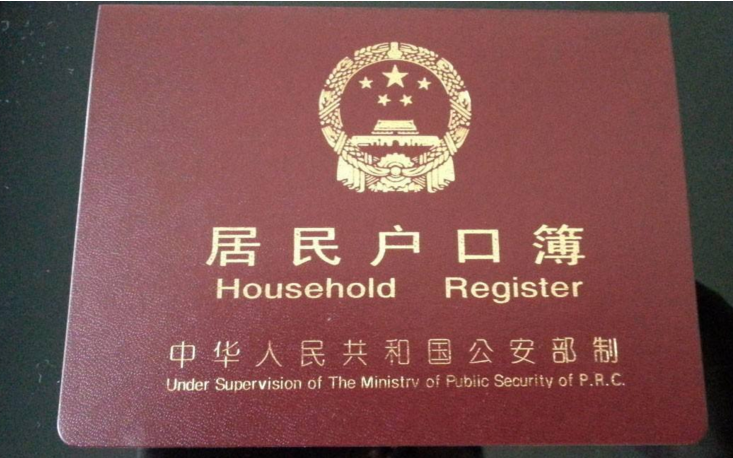 居民户口簿
Household Register
中华人民共和国公安部制
Under Supervision of The Ministry of Public Security of P.R.C.